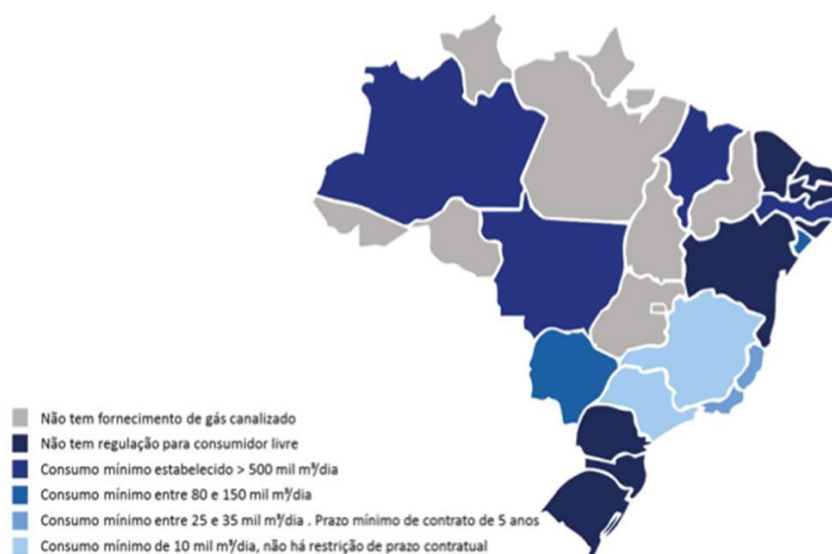 Não tem fornecimento de gás canalizado
Não tem regulação para consumidor livre
Consumo mínimo estabelecido > 500 mil m³/dia
Consumo mínimo entre 80 e 150 mil m³/dia
Consumo mínimo entre 25 e 35 mil m³/dia . Prazo mínimo de contrato de 5 anos
Consumo mínimo de 10 mil m³/dia, não há restrição de prazo contratual